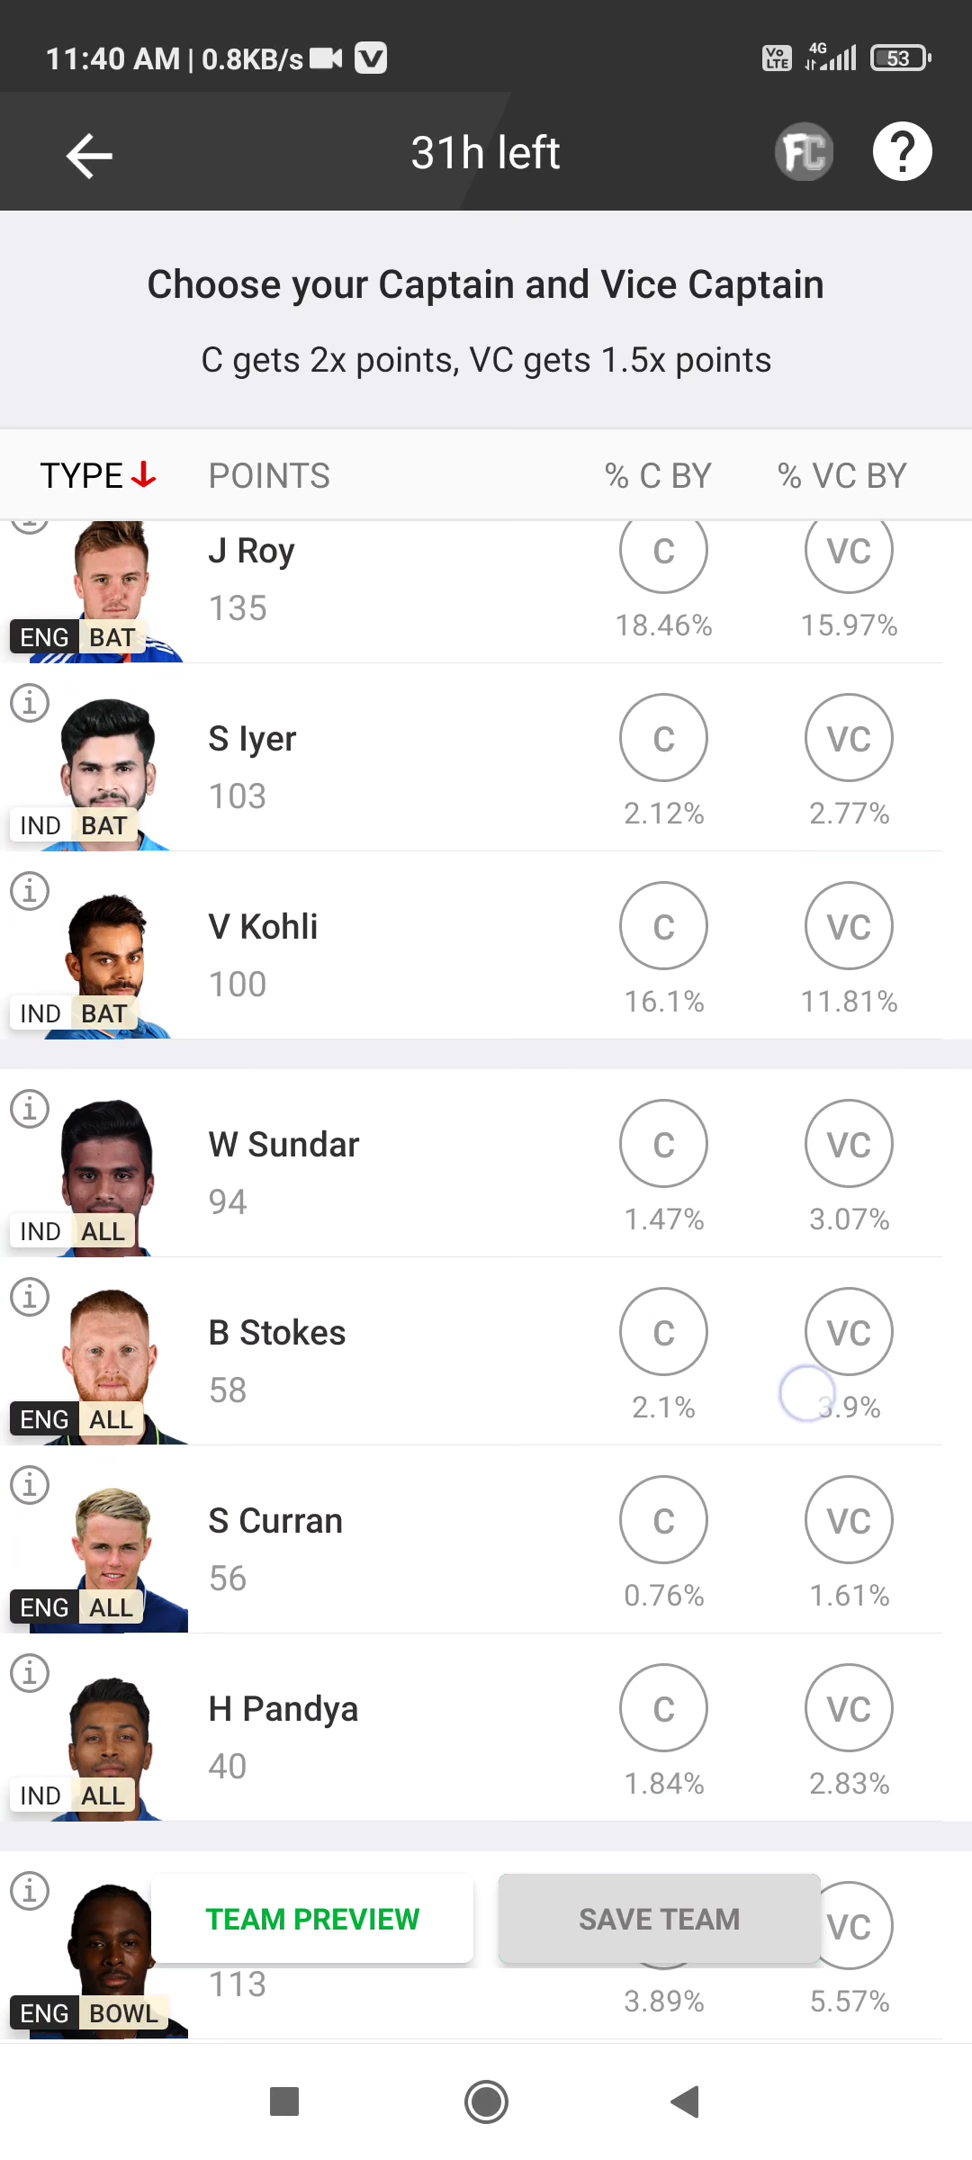 11:40 AM | 0.8KB/s V
Vo LTE 4G 53
31h left FC ?
Choose your Captain and Vice Captain
C gets 2x points, VC gets 1.5x points
TYPE POINTS % C BY % VC BY
J Roy C VC
135 18.46% 15.97%
ENG BAT
S Iyer C VC
103 2.12% 2.77%
IND BAT
V Kohli C VC
100 16.1% 11.81%
IND BAT
W Sundar C VC
94 1.47% 3.07%
IND ALL
B Stokes C VC
58 2.1% 3.9%
ENG ALL
S Curran C VC
56 0.76% 1.61%
ENG ALL
H Pandya C VC
40 1.84% 2.83%
IND ALL
TEAM PREVIEW SAVE TEAM VC
113 3.89% 5.57%
ENG BOWL